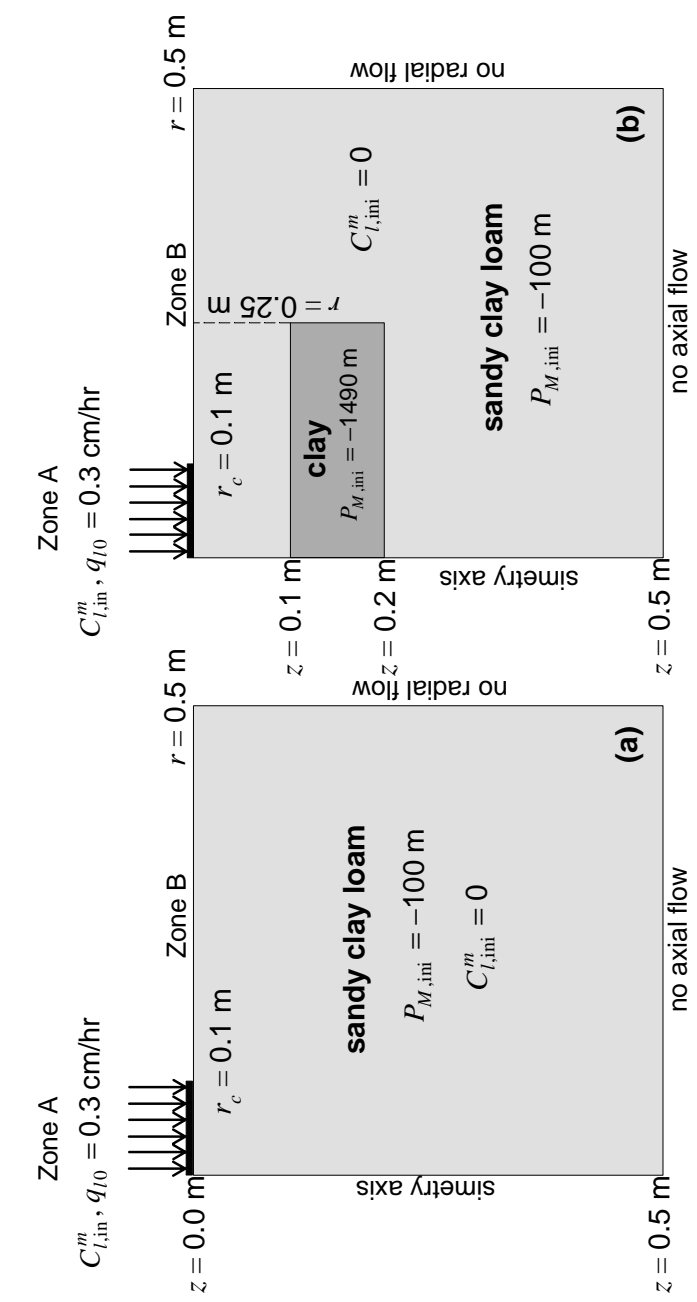 Zone A
C^m_{l,in}, q_{l0} = 0.3 cm/hr
z = 0.0 m
r_c = 0.1 m
Zone B
r = 0.5 m
simetry axis
sandy clay loam
P_{M,ini} = −100 m
C^m_{l,ini} = 0
no radial flow
(a)
z = 0.5 m
no axial flow
Zone A
C^m_{l,in}, q_{l0} = 0.3 cm/hr
r_c = 0.1 m
Zone B
r = 0.5 m
r = 0.25 m
z = 0.1 m
clay
P_{M,ini} = −1490 m
z = 0.2 m
C^m_{l,ini} = 0
simetry axis
sandy clay loam
P_{M,ini} = −100 m
no radial flow
(b)
z = 0.5 m
no axial flow